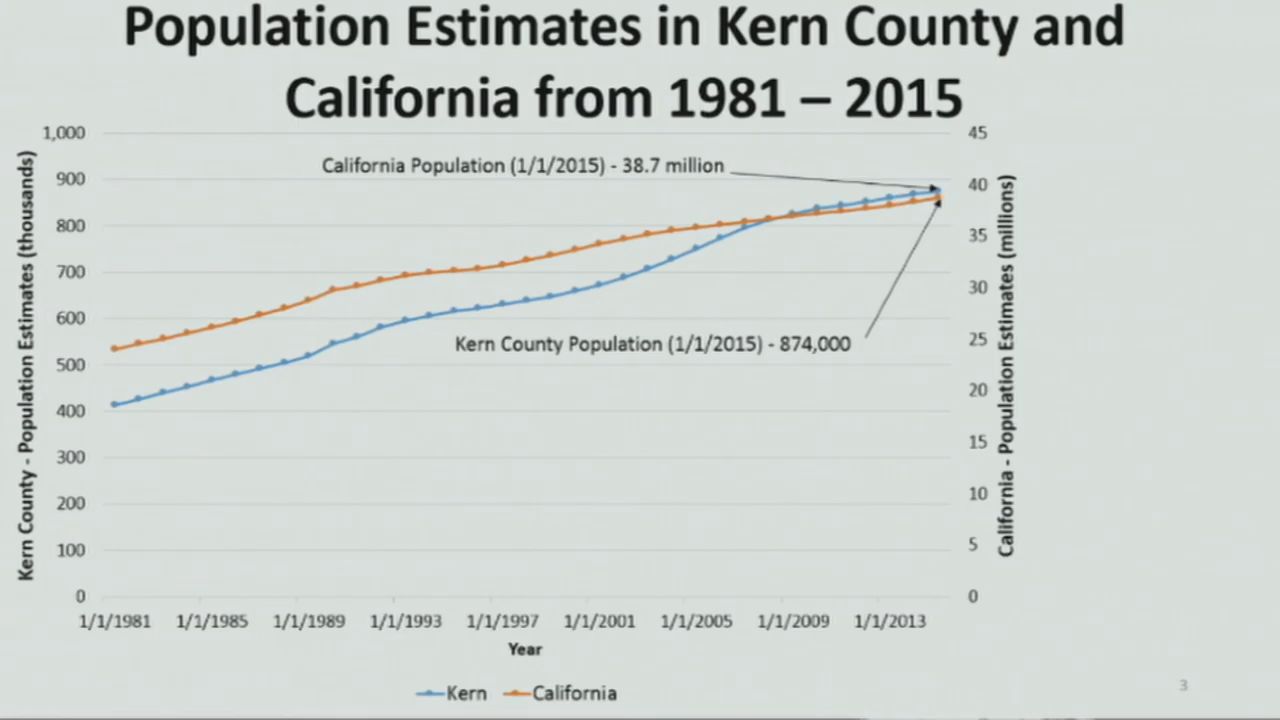 Population Estimates in Kern County and
California from 1981 – 2015
Kern County - Population Estimates (thousands)
1,000
900
800
700
600
500
400
300
200
100
0
California Population (1/1/2015) - 38.7 million
Kern County Population (1/1/2015) - 874,000
45
40
35
30
25
20
15
10
5
0
California - Population Estimates (millions)
1/1/1981 1/1/1985 1/1/1989 1/1/1993 1/1/1997 1/1/2001 1/1/2005 1/1/2009 1/1/2013
Year
Kern California
3